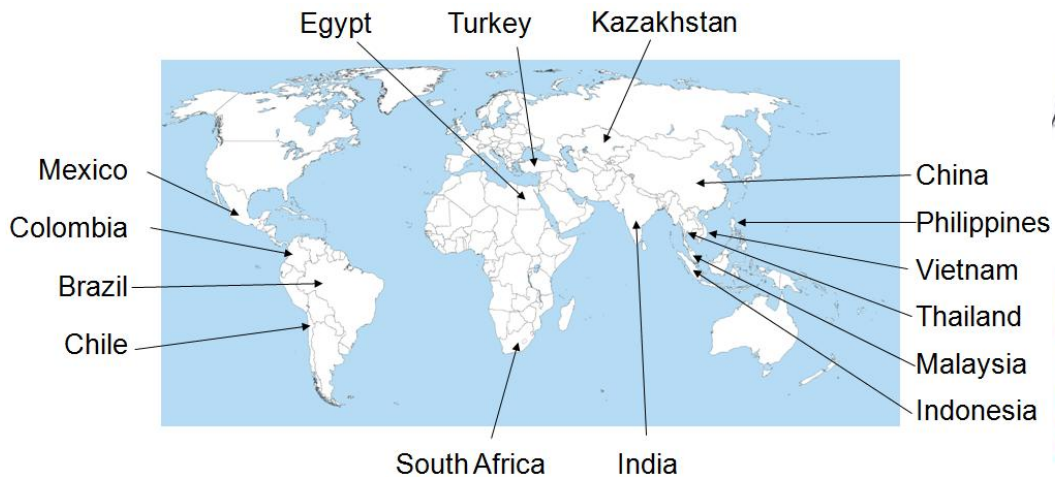 Egypt
Turkey
Kazakhstan
Mexico
Colombia
Brazil
Chile
China
Philippines
Vietnam
Thailand
Malaysia
Indonesia
South Africa
India